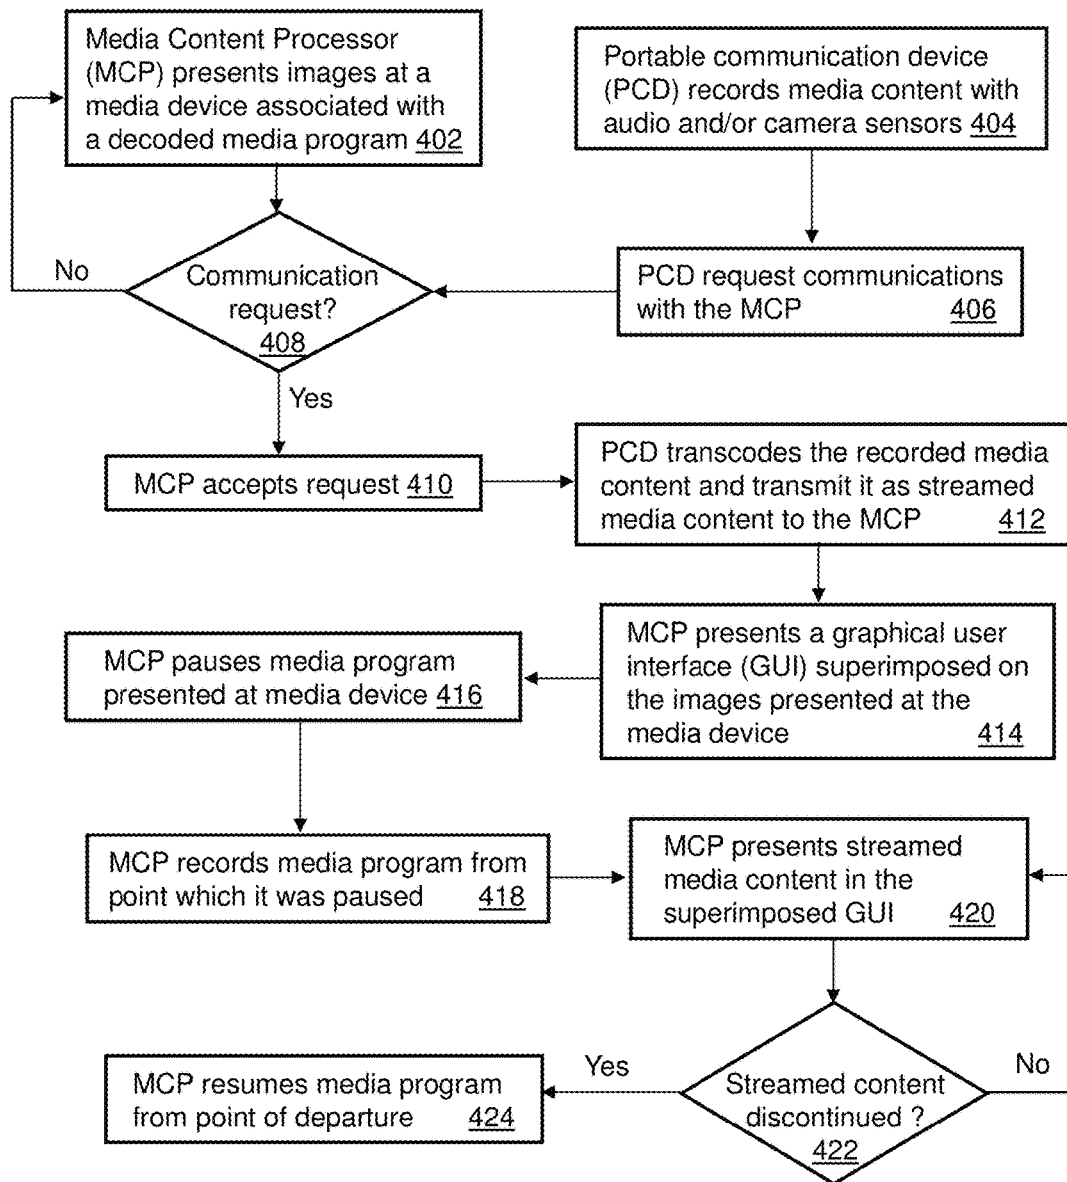 Media Content Processor
(MCP) presents images at a
media device associated with
a decoded media program 402
Portable communication device
(PCD) records media content with
audio and/or camera sensors 404
No
Communication
request?
408
PCD request communications
with the MCP 406
Yes
MCP accepts request 410
PCD transcodes the recorded media
content and transmit it as streamed
media content to the MCP 412
MCP pauses media program
presented at media device 416
MCP presents a graphical user
interface (GUI) superimposed on
the images presented at the
media device 414
MCP records media program from
point which it was paused 418
MCP presents streamed
media content in the
superimposed GUI 420
MCP resumes media program
from point of departure 424
Yes
Streamed content
discontinued ?
422
No